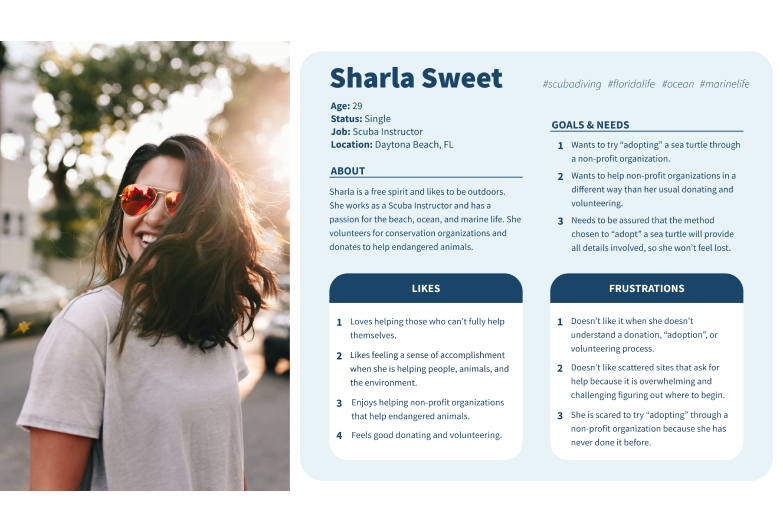 Sharla Sweet
#scubadiving #floridalife #ocean #marinelife
Age: 29
Status: Single
Job: Scuba Instructor
Location: Daytona Beach, FL
ABOUT
Sharla is a free spirit and likes to be outdoors.
She works as a Scuba Instructor and has a
passion for the beach, ocean, and marine life. She
volunteers for conservation organizations and
donates to help endangered animals.
GOALS & NEEDS
1 Wants to try “adopting” a sea turtle through
a non-profit organization.
2 Wants to help non-profit organizations in a
different way than her usual donating and
volunteering.
3 Needs to be assured that the method
chosen to “adopt” a sea turtle will provide
all details involved, so she won’t feel lost.
LIKES
1 Loves helping those who can’t fully help
themselves.
2 Likes feeling a sense of accomplishment
when she is helping people, animals, and
the environment.
3 Enjoys helping non-profit organizations
that help endangered animals.
4 Feels good donating and volunteering.
FRUSTRATIONS
1 Doesn’t like it when she doesn’t
understand a donation, “adoption”, or
volunteering process.
2 Doesn’t like scattered sites that ask for
help because it is overwhelming and
challenging figuring out where to begin.
3 She is scared to try “adopting” through a
non-profit organization because she has
never done it before.